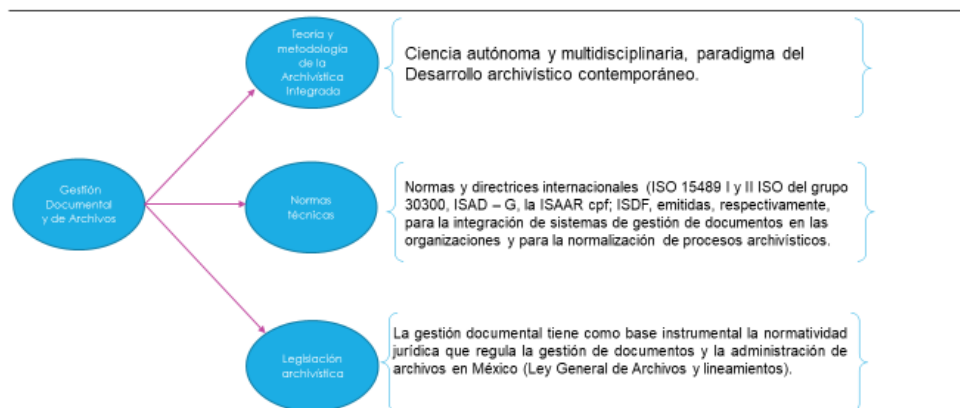 Teoría y
metodología
de la
Archivística
Integrada
Ciencia autónoma y multidisciplinaria, paradigma del
Desarrollo archivístico contemporáneo.
Gestión
Documental
y de Archivos
Normas
técnicas
Normas y directrices internacionales (ISO 15489 I y II ISO del grupo
30300, ISAD – G, la ISAAR cpf; ISDF, emitidas, respectivamente,
para la integración de sistemas de gestión de documentos en las
organizaciones y para la normalización de procesos archivísticos.
Legislación
archivística
La gestión documental tiene como base instrumental la normatividad
jurídica que regula la gestión de documentos y la administración de
archivos en México (Ley General de Archivos y lineamientos).